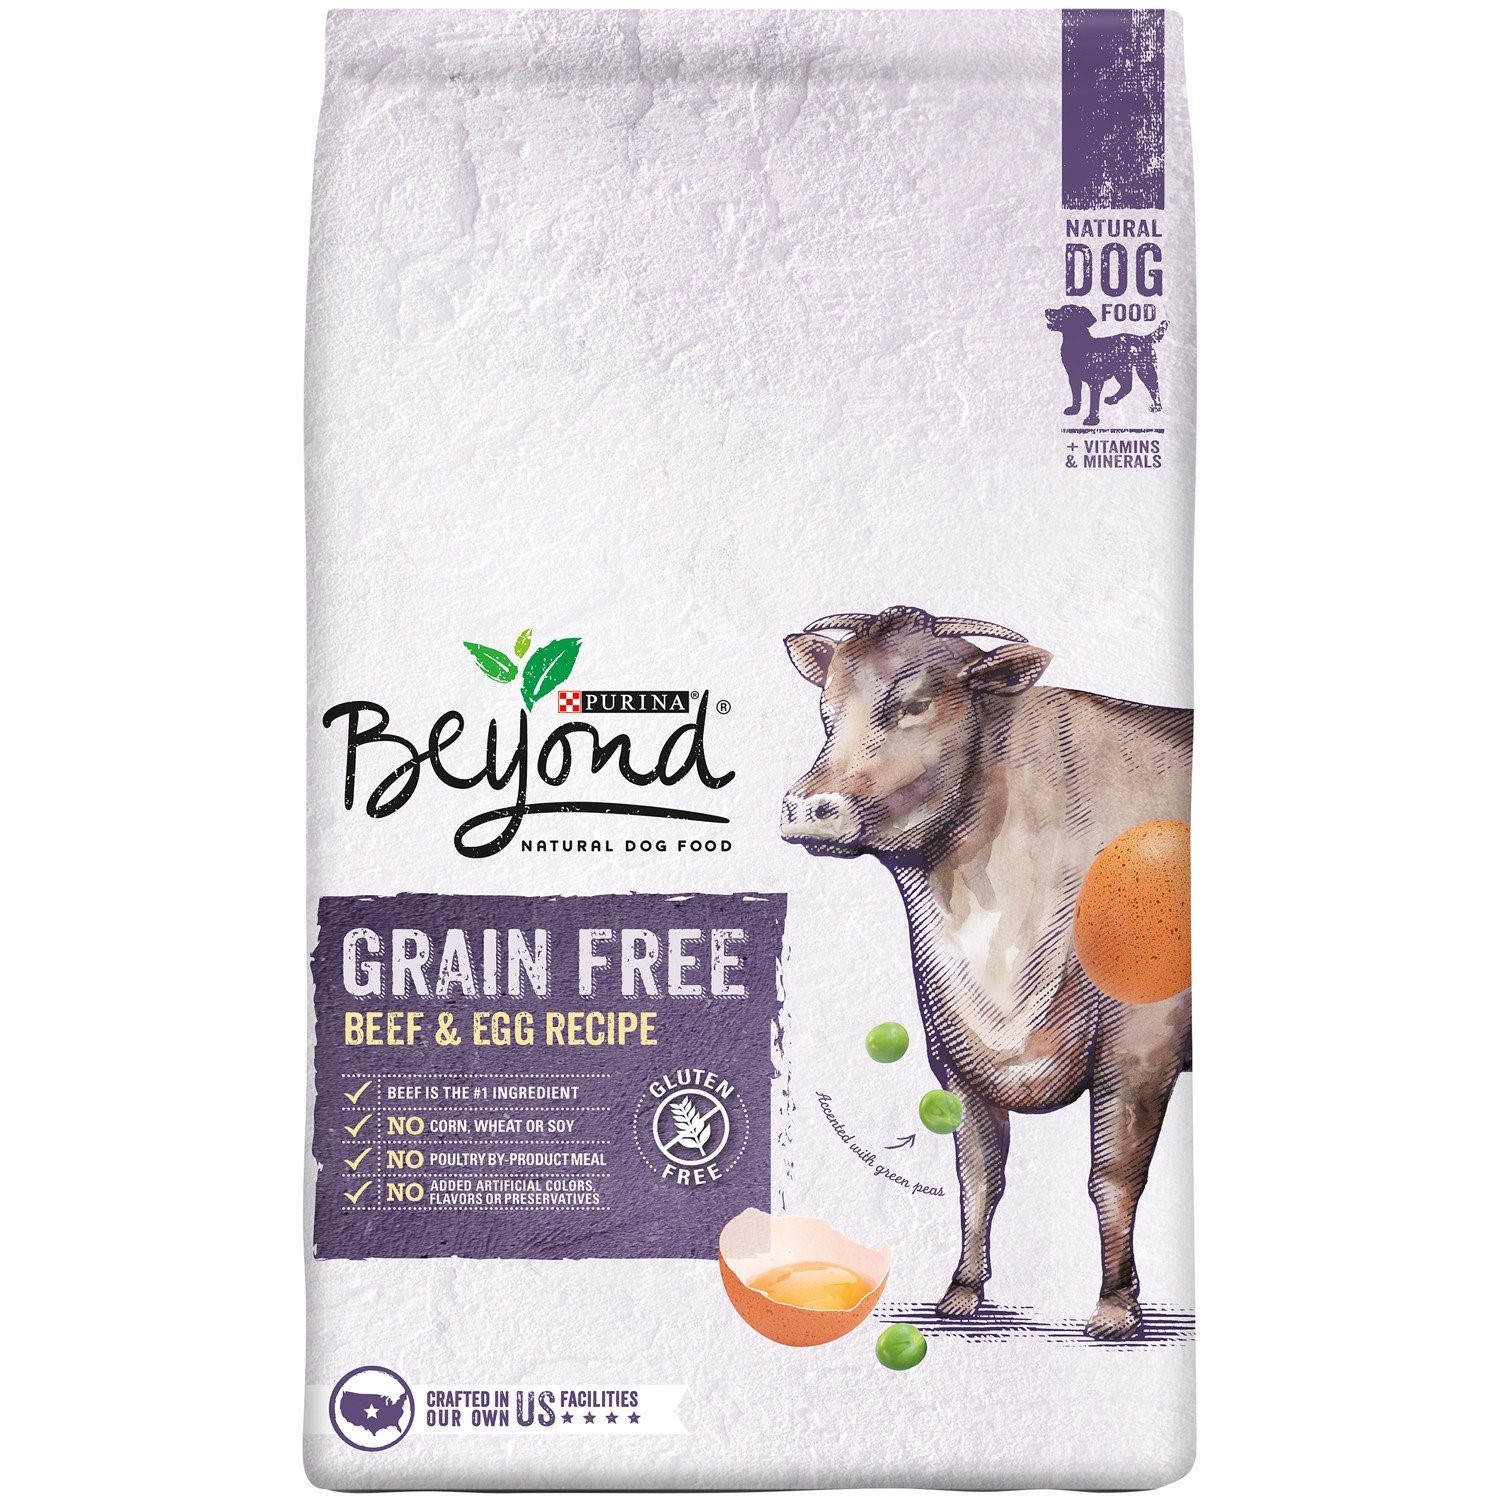 NATURAL
DOG
FOOD
+ VITAMINS
& MINERALS
PURINA®
Beyond®
NATURAL DOG FOOD
GRAIN FREE
BEEF & EGG RECIPE
BEEF IS THE #1 INGREDIENT
NO CORN, WHEAT OR SOY
NO POULTRY BY-PRODUCT MEAL
NO ADDED ARTIFICIAL COLORS,
FLAVORS OR PRESERVATIVES
GLUTEN
FREE
Accented with green peas
CRAFTED IN
OUR OWN US FACILITIES